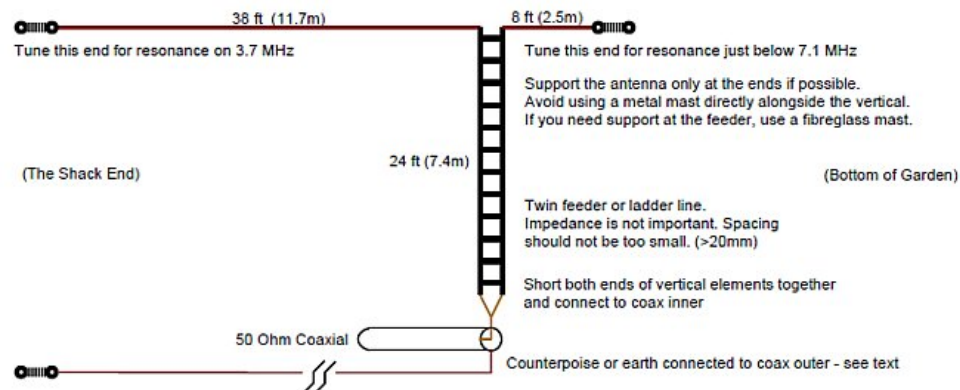 38 ft (11.7m)
8 ft (2.5m)
Tune this end for resonance on 3.7 MHz
Tune this end for resonance just below 7.1 MHz
Support the antenna only at the ends if possible.
Avoid using a metal mast directly alongside the vertical.
If you need support at the feeder, use a fibreglass mast.
24 ft (7.4m)
(The Shack End)
(Bottom of Garden)
Twin feeder or ladder line.
Impedance is not important. Spacing
should not be too small. (>20mm)
Short both ends of vertical elements together
and connect to coax inner
50 Ohm Coaxial
Counterpoise or earth connected to coax outer - see text